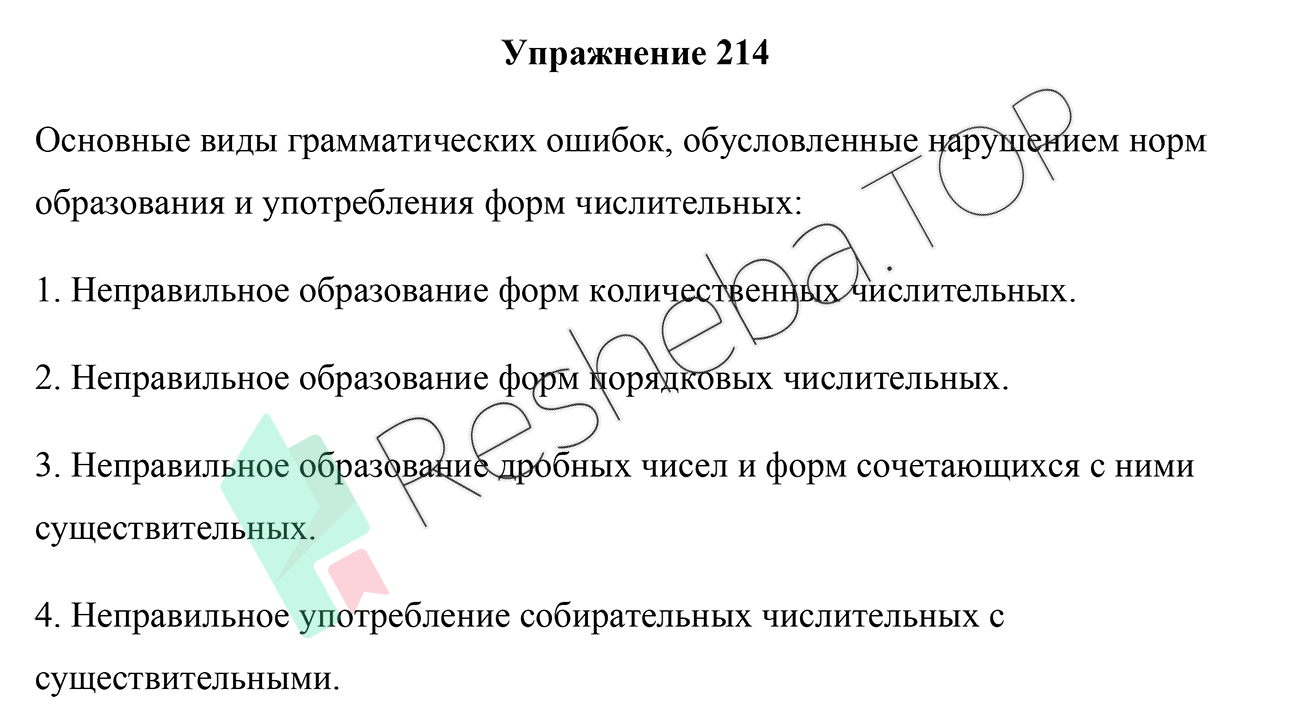 Упражнение 214
Основные виды грамматических ошибок, обусловленные нарушением норм
образования и употребления форм числительных:
1. Неправильное образование форм количественных числительных.
2. Неправильное образование форм порядковых числительных.
3. Неправильное образование дробных чисел и форм сочетающихся с ними
существительных.
4. Неправильное употребление собирательных числительных с
существительными.
Resheba.TOP